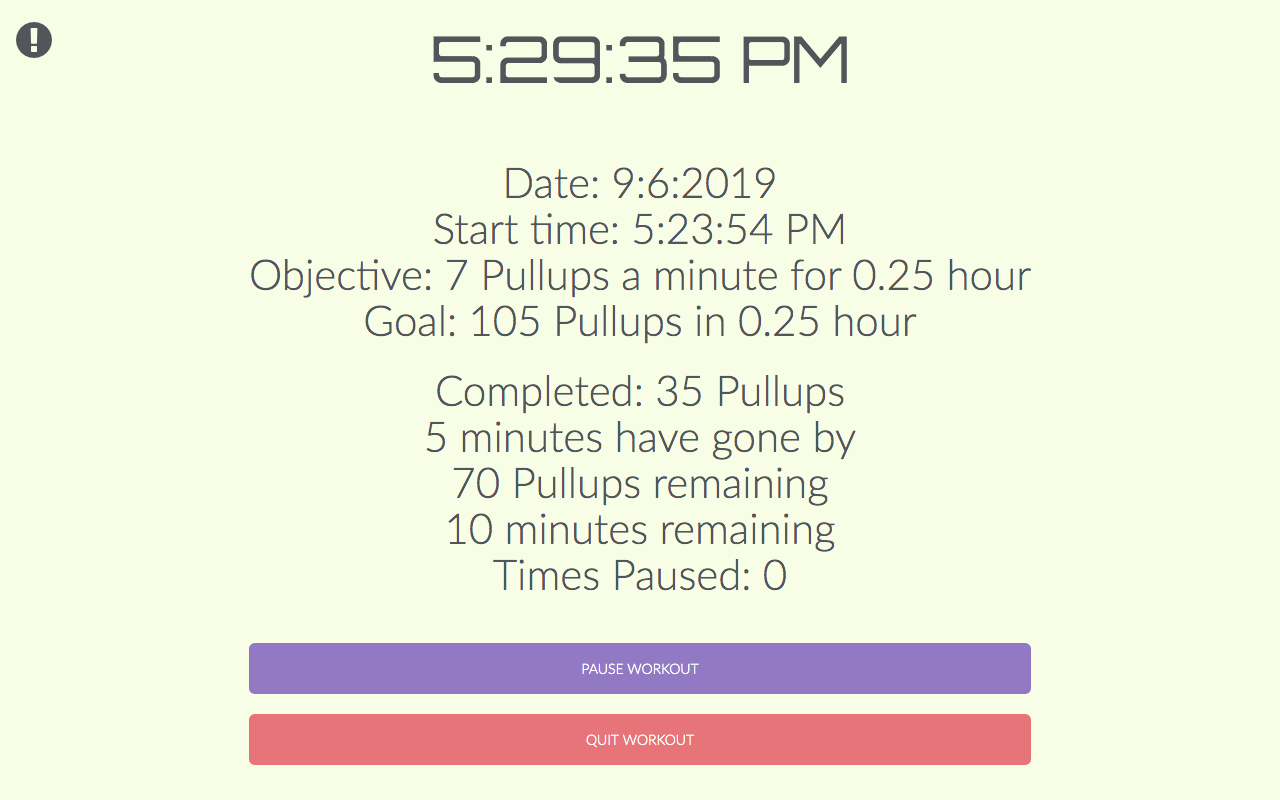 5:29:35 PM
Date: 9:6:2019
Start time: 5:23:54 PM
Objective: 7 Pullups a minute for 0.25 hour
Goal: 105 Pullups in 0.25 hour
Completed: 35 Pullups
5 minutes have gone by
70 Pullups remaining
10 minutes remaining
Times Paused: 0
PAUSE WORKOUT
QUIT WORKOUT